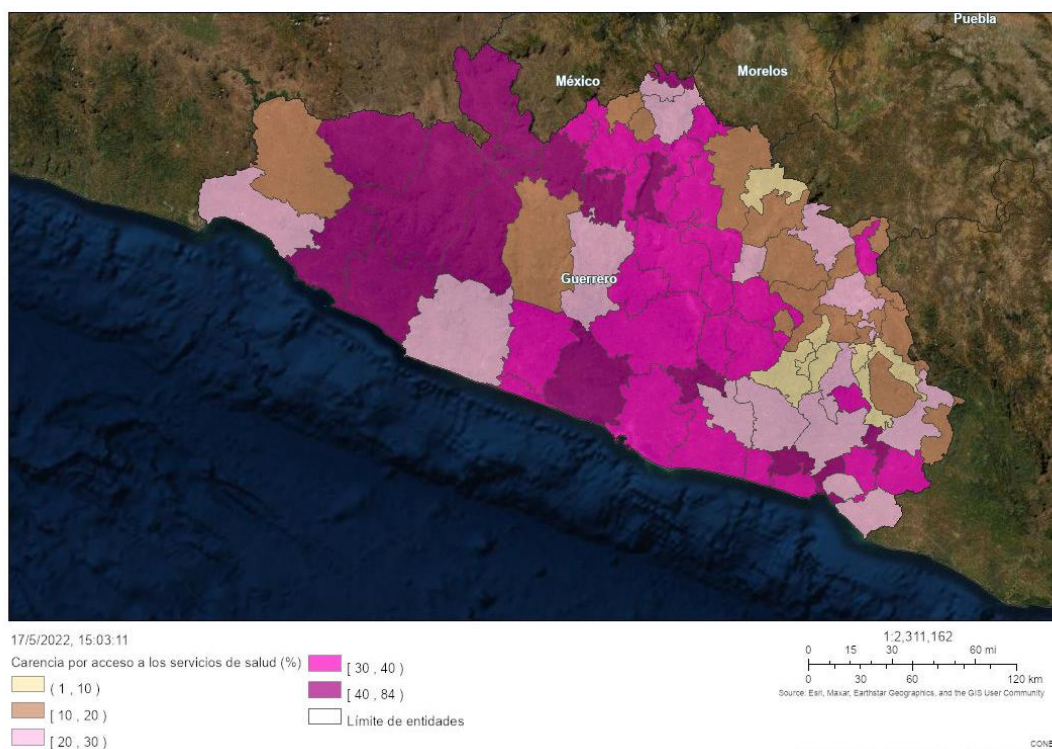 Puebla
México
Morelos
Guerrero
17/5/2022, 15:03:11
Carencia por acceso a los servicios de salud (%)
( 1 , 10 )
[ 10 , 20 )
[ 20 , 30 )
[ 30 , 40 )
[ 40 , 84 )
Límite de entidades
1:2,311,162
0 15 30 60 mi
0 30 60 120 km
Source: Esri, Maxar, Earthstar Geographics, and the GIS User Community
CONE